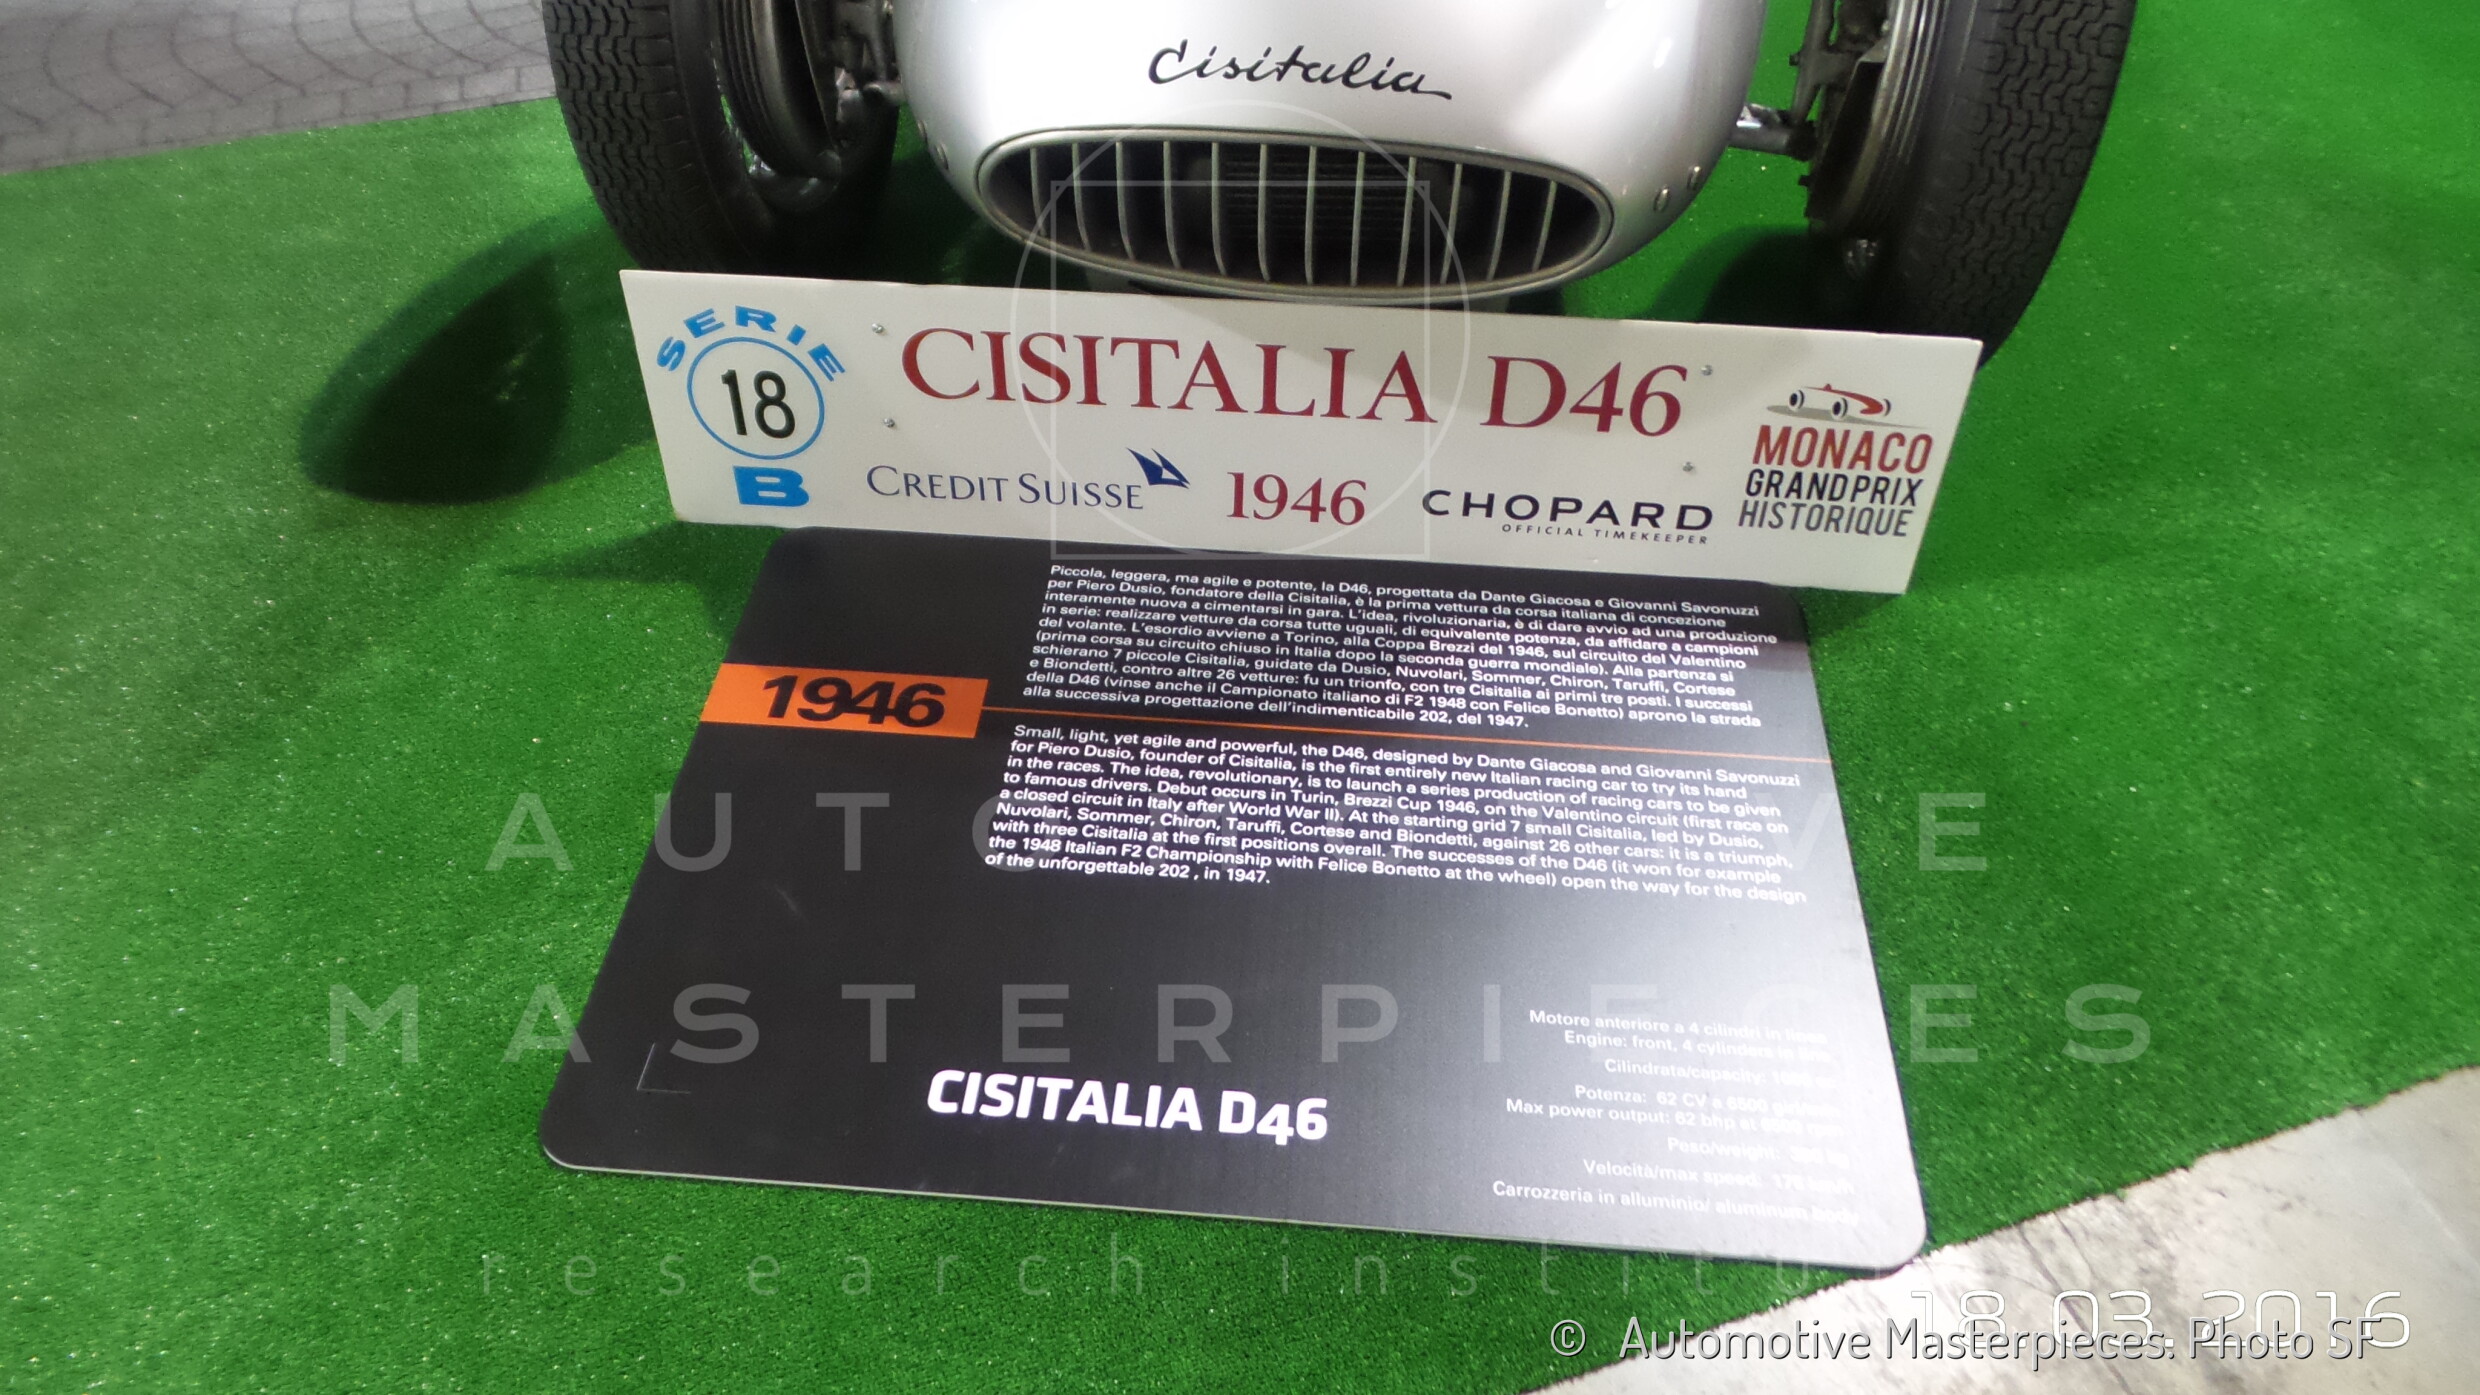 Cisitalia
SERIE
18
B
CISITALIA D46
CREDIT SUISSE
1946
CHOPARD
OFFICIAL TIMEKEEPER
MONACO
GRAND PRIX
HISTORIQUE
Piccola, leggera, ma agile e potente, la D46, progettata da Dante Giacosa e Giovanni Savonuzzi
per Piero Dusio, fondatore della Cisitalia, è la prima vettura da corsa italiana di concezione
interamente nuova a cimentarsi in gara. L'idea, rivoluzionaria, è di dare avvio ad una produzione
in serie: realizzare vetture da corsa tutte uguali, di equivalente potenza, da affidare a campioni
del volante. L'esordio avviene a Torino, alla Coppa Brezzi del 1946, sul circuito del Valentino
(prima corsa su circuito chiuso in Italia dopo la seconda guerra mondiale). Alla partenza si
schierano 7 piccole Cisitalia, guidate da Dusio, Nuvolari, Sommer, Chiron, Taruffi, Cortese
e Biondetti, contro altre 26 vetture: fu un trionfo, con tre Cisitalia ai primi tre posti. I successi
della D46 (vinse anche il Campionato italiano di F2 1948 con Felice Bonetto) aprono la strada
alla successiva progettazione dell'indimenticabile 202, del 1947.
1946
Small, light, yet agile and powerful, the D46, designed by Dante Giacosa and Giovanni Savonuzzi
for Piero Dusio, founder of Cisitalia, is the first entirely new Italian racing car to try its hand
in the races. The idea, revolutionary, is to launch a series production of racing cars to be given
to famous drivers. Debut occurs in Turin, Brezzi Cup 1946, on the Valentino circuit (first race on
a closed circuit in Italy after World War II). At the starting grid 7 small Cisitalia, led by Dusio,
Nuvolari, Sommer, Chiron, Taruffi, Cortese and Biondetti, against 26 other cars: it is a triumph,
with three Cisitalia at the first positions overall. The successes of the D46 (it won for example
the 1948 Italian F2 Championship with Felice Bonetto at the wheel) open the way for the design
of the unforgettable 202 , in 1947.
CISITALIA D46
Motore anteriore a 4 cilindri in linea
Engine: front, 4 cylinders in line
Cilindrata/capacity:
Potenza: 62 CV a 5500
Max power output: 62 bhp at 5500 rpm
Peso/weight: kg
Velocità/max speed: km/h
Carrozzeria in alluminio/ aluminum body
AUTOMOTIVE
MASTERPIECES
research institute
18.03.2016
© Automotive Masterpieces. Photo SF